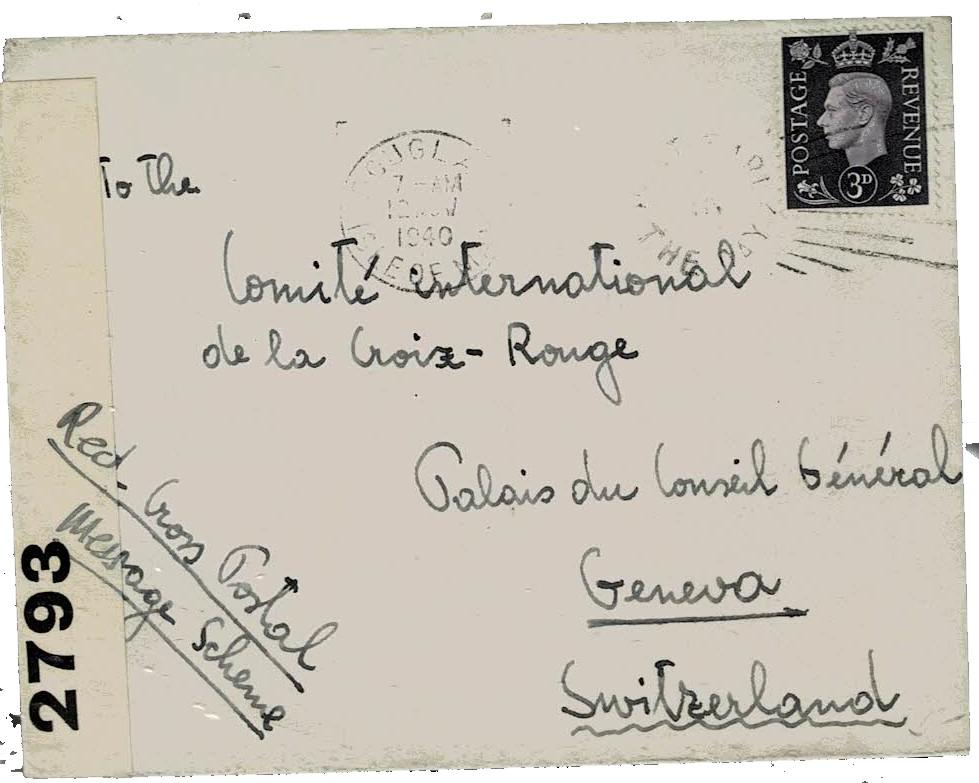 POSTAGE
REVENUE
3D
7 - AM
1940
THE
To the
Comité international
de la Croix-Rouge
Palais du Conseil Général
Geneva
Switzerland
Red Cross Postal
Message Scheme
2793